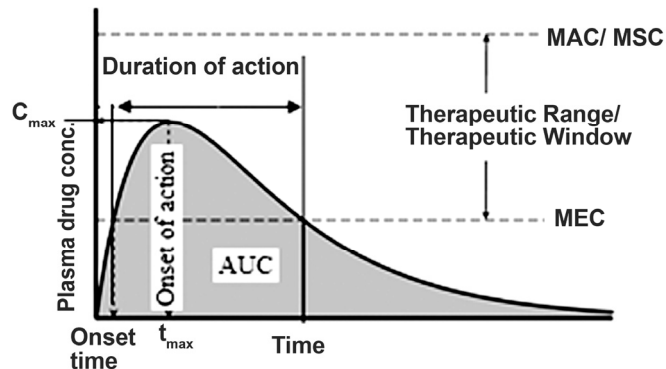 MAC/ MSC
Duration of action
Therapeutic Range/
Therapeutic Window
Cmax
Plasma drug conc.
Onset of action
MEC
AUC
Onset
time
tmax
Time